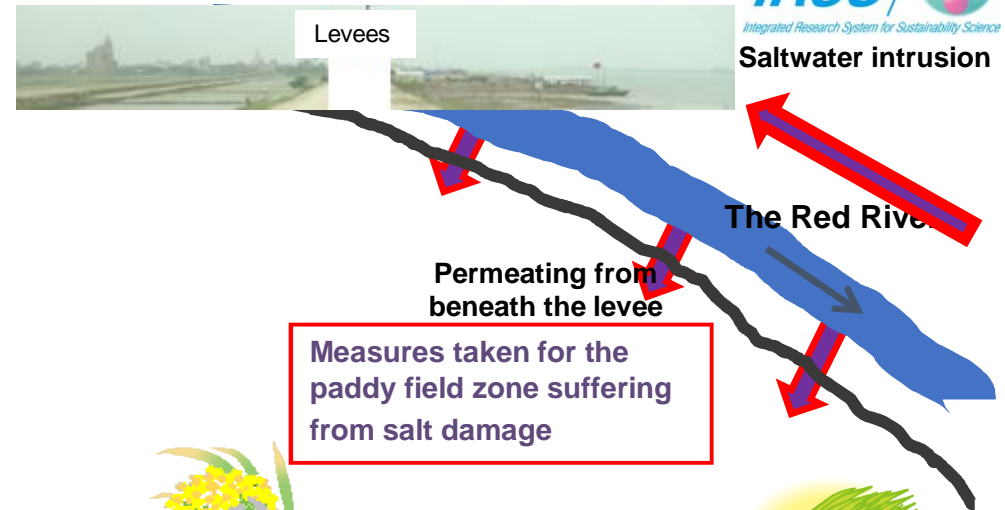 Levees
Integrated Research System for Sustainability Science
Saltwater intrusion
The Red River
Permeating from
beneath the levee
Measures taken for the
paddy field zone suffering
from salt damage